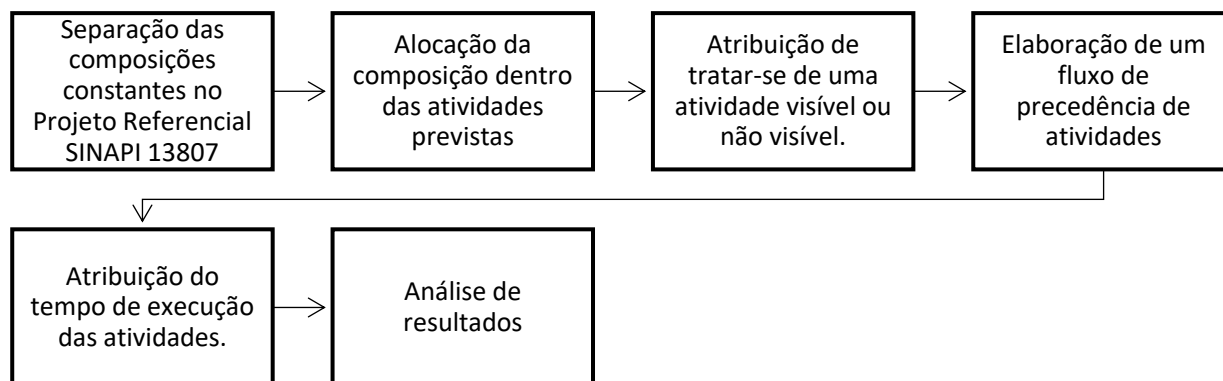 Separação das
composições
constantes no
Projeto Referencial
SINAPI 13807
Alocação da
composição dentro
das atividades
previstas
Atribuição de
tratar-se de uma
atividade visível ou
não visível.
Elaboração de um
fluxo de
precedência de
atividades
Atribuição do
tempo de execução
das atividades.
Análise de
resultados